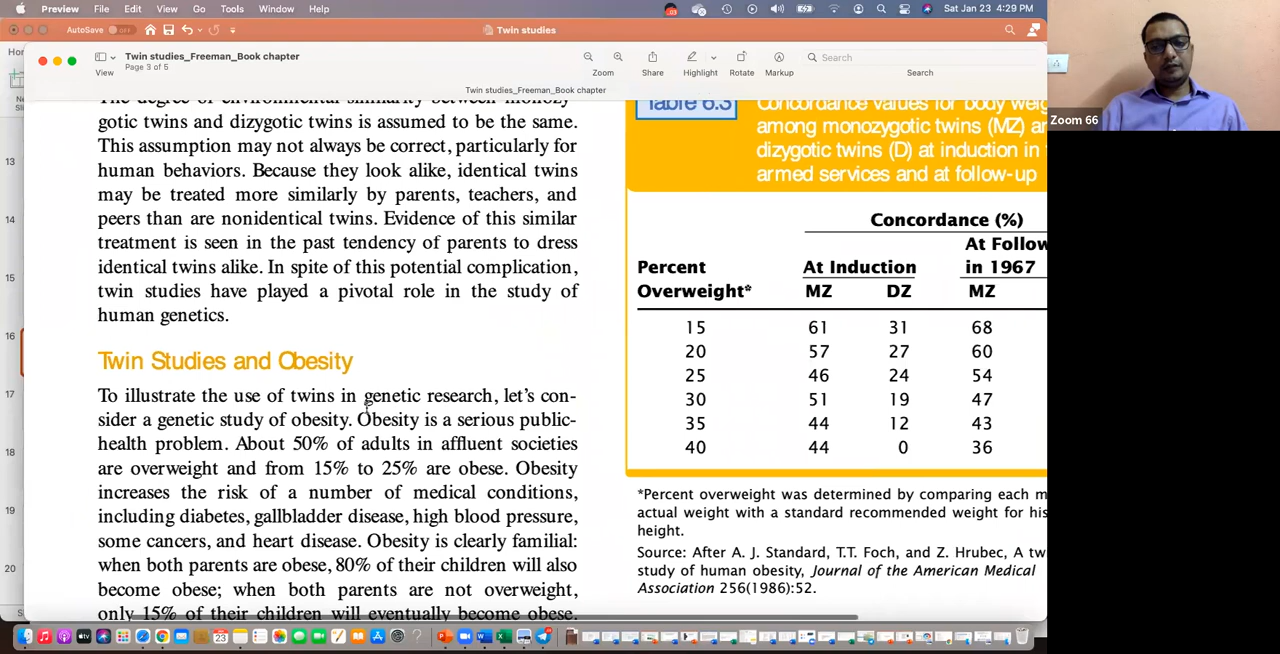 Preview File Edit View Go Tools Window Help
Sat Jan 23 4:29 PM
AutoSave
Twin studies
Twin studies_Freeman_Book chapter
Page 3 of 5
View
Zoom
Share
Highlight
Rotate
Markup
Search
Search
Twin studies_Freeman_Book chapter
Zoom 66
13
14
15
16
17
18
19
20
The degree of environmental similarity between monozy-
gotic twins and dizygotic twins is assumed to be the same.
This assumption may not always be correct, particularly for
human behaviors. Because they look alike, identical twins
may be treated more similarly by parents, teachers, and
peers than are nonidentical twins. Evidence of this similar
treatment is seen in the past tendency of parents to dress
identical twins alike. In spite of this potential complication,
twin studies have played a pivotal role in the study of
human genetics.
Twin Studies and Obesity
To illustrate the use of twins in genetic research, let's con-
sider a genetic study of obesity. Obesity is a serious public-
health problem. About 50% of adults in affluent societies
are overweight and from 15% to 25% are obese. Obesity
increases the risk of a number of medical conditions,
including diabetes, gallbladder disease, high blood pressure,
some cancers, and heart disease. Obesity is clearly familial:
when both parents are obese, 80% of their children will also
become obese; when both parents are not overweight,
only 15% of their children will eventually become obese.
Table 6.3
Concordance values for body weig
among monozygotic twins (MZ) an
dizygotic twins (D) at induction in
armed services and at follow-up
Concordance (%)
At Follow
Percent At Induction in 1967
Overweight* MZ DZ MZ
15 61 31 68
20 57 27 60
25 46 24 54
30 51 19 47
35 44 12 43
40 44 0 36
*Percent overweight was determined by comparing each m
actual weight with a standard recommended weight for his
height.
Source: After A. J. Standard, T.T. Foch, and Z. Hrubec, A tw
study of human obesity, Journal of the American Medical
Association 256(1986):52.